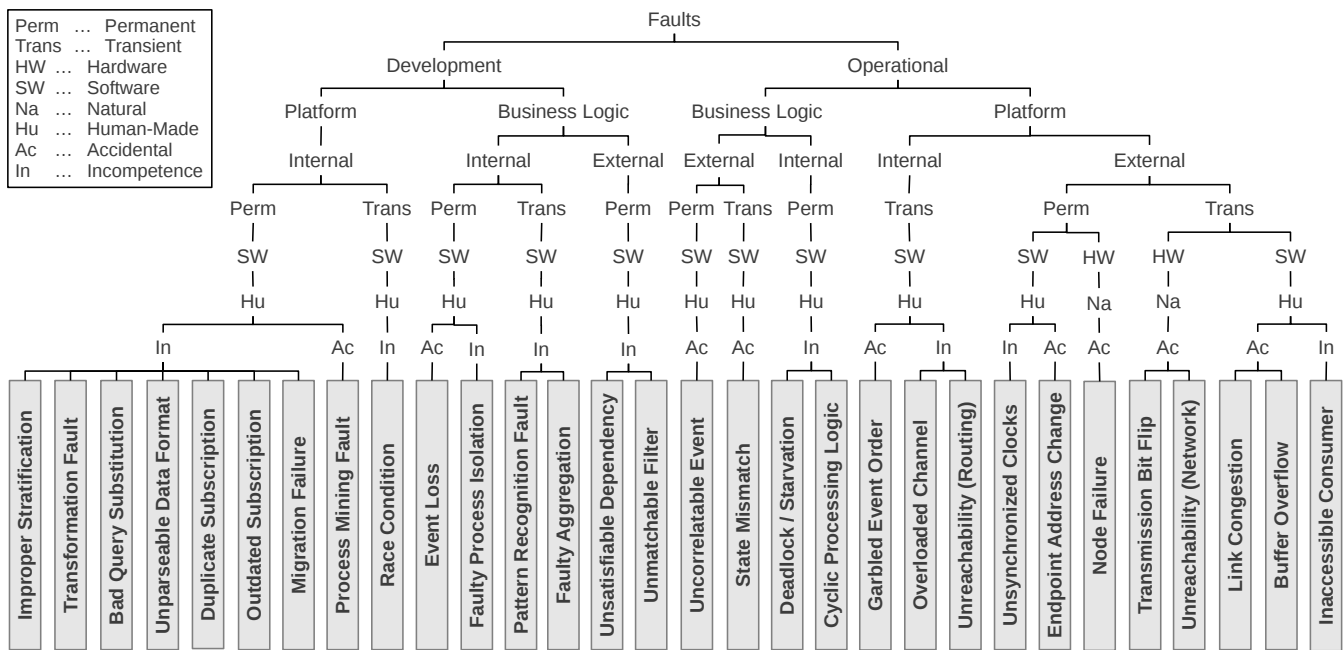 Perm … Permanent
Trans … Transient
HW … Hardware
SW … Software
Na … Natural
Hu … Human-Made
Ac … Accidental
In … Incompetence
Faults
Development Operational
Platform Business Logic Business Logic Platform
Internal Internal External External Internal Internal External
Perm Trans Perm Trans Perm Perm Trans Perm Trans Perm Trans
SW SW SW SW SW SW SW SW SW SW HW HW SW
Hu Hu Hu Hu Hu Hu Hu Hu Hu Hu Na Na Hu
In Ac In Ac In In In Ac Ac In Ac In In Ac Ac Ac Ac In
Improper Stratification
Transformation Fault
Bad Query Substitution
Unparseable Data Format
Duplicate Subscription
Outdated Subscription
Migration Failure
Process Mining Fault
Race Condition
Event Loss
Faulty Process Isolation
Pattern Recognition Fault
Faulty Aggregation
Unsatisfiable Dependency
Unmatchable Filter
Uncorrelatable Event
State Mismatch
Deadlock / Starvation
Cyclic Processing Logic
Garbled Event Order
Overloaded Channel
Unreachability (Routing)
Unsynchronized Clocks
Endpoint Address Change
Node Failure
Transmission Bit Flip
Unreachability (Network)
Link Congestion
Buffer Overflow
Inaccessible Consumer